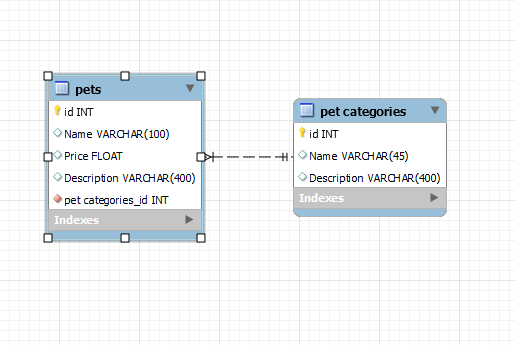 pets
id INT
Name VARCHAR(100)
Price FLOAT
Description VARCHAR(400)
pet categories_id INT
Indexes
pet categories
id INT
Name VARCHAR(45)
Description VARCHAR(400)
Indexes